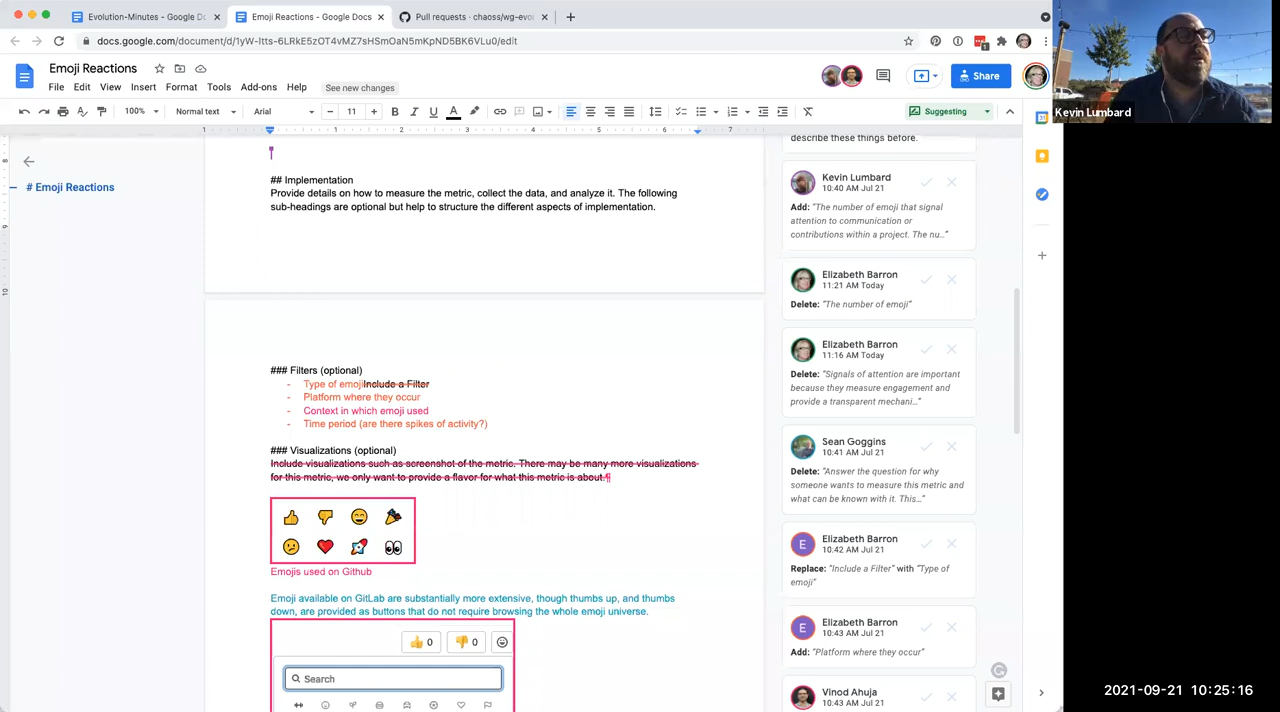 Evolution-Minutes - Google Do
Emoji Reactions - Google Docs
Pull requests · chaoss/wg-evo
docs.google.com/document/d/1yW-Itts-6LRkE5zOT4vMZ7sHSmOaN5mKpND5BK6VLu0/edit
Kevin Lumbard
Emoji Reactions
File Edit View Insert Format Tools Add-ons Help
See new changes
Share
100% Normal text Arial 11 B I U A
Suggesting
1 1 2 3 4 5 6 7
# Emoji Reactions
## Implementation
Provide details on how to measure the metric, collect the data, and analyze it. The following
sub-headings are optional but help to structure the different aspects of implementation.
### Filters (optional)
- Type of emojiInclude a Filter
- Platform where they occur
- Context in which emoji used
- Time period (are there spikes of activity?)
### Visualizations (optional)
Include visualizations such as screenshot of the metric. There may be many more visualizations
for this metric, we only want to provide a flavor for what this metric is about.¶
Emojis used on Github
Emoji available on GitLab are substantially more extensive, though thumbs up, and thumbs
down, are provided as buttons that do not require browsing the whole emoji universe.
0 0
Search
describe these things before.
Kevin Lumbard
10:40 AM Jul 21
Add: "The number of emoji that signal
attention to communication or
contributions within a project. The nu..."
Elizabeth Barron
11:21 AM Today
Delete: "The number of emoji"
Elizabeth Barron
11:16 AM Today
Delete: "Signals of attention are important
because they measure engagement and
provide a transparent mechani..."
Sean Goggins
10:41 AM Jul 21
Delete: "Answer the question for why
someone wants to measure this metric and
what can be known with it. This..."
E
Elizabeth Barron
10:42 AM Jul 21
Replace: "Include a Filter" with "Type of
emoji"
E
Elizabeth Barron
10:43 AM Jul 21
Add: "Platform where they occur"
Vinod Ahuja
10:43 AM Jul 21
2021-09-21 10:25:16